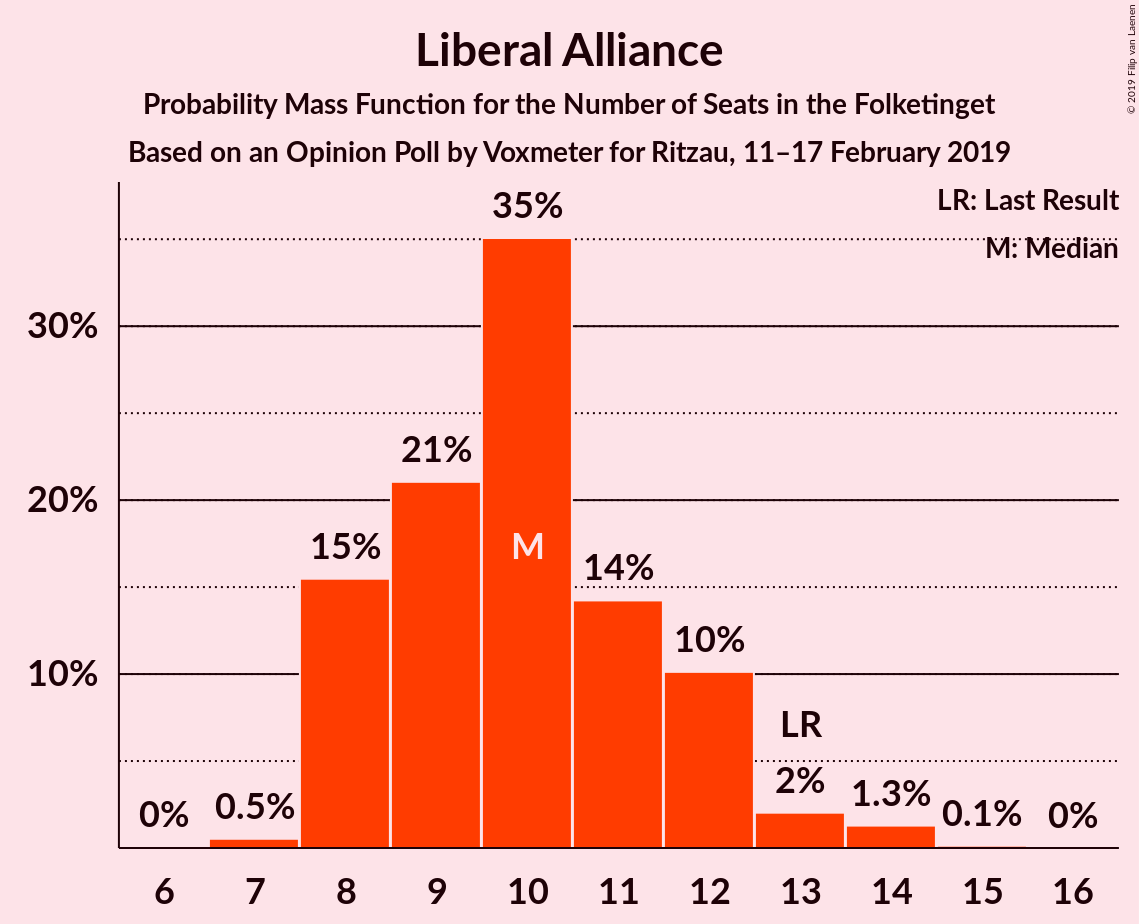 Liberal Alliance
Probability Mass Function for the Number of Seats in the Folketinget
Based on an Opinion Poll by Voxmeter for Ritzau, 11–17 February 2019
© 2019 Filip van Laenen
LR: Last Result
M: Median
35%
30%
21%
20%
15%
M
14%
10%
10%
LR
0%
0.5%
2%
1.3%
0.1%
0%
6 7 8 9 10 11 12 13 14 15 16